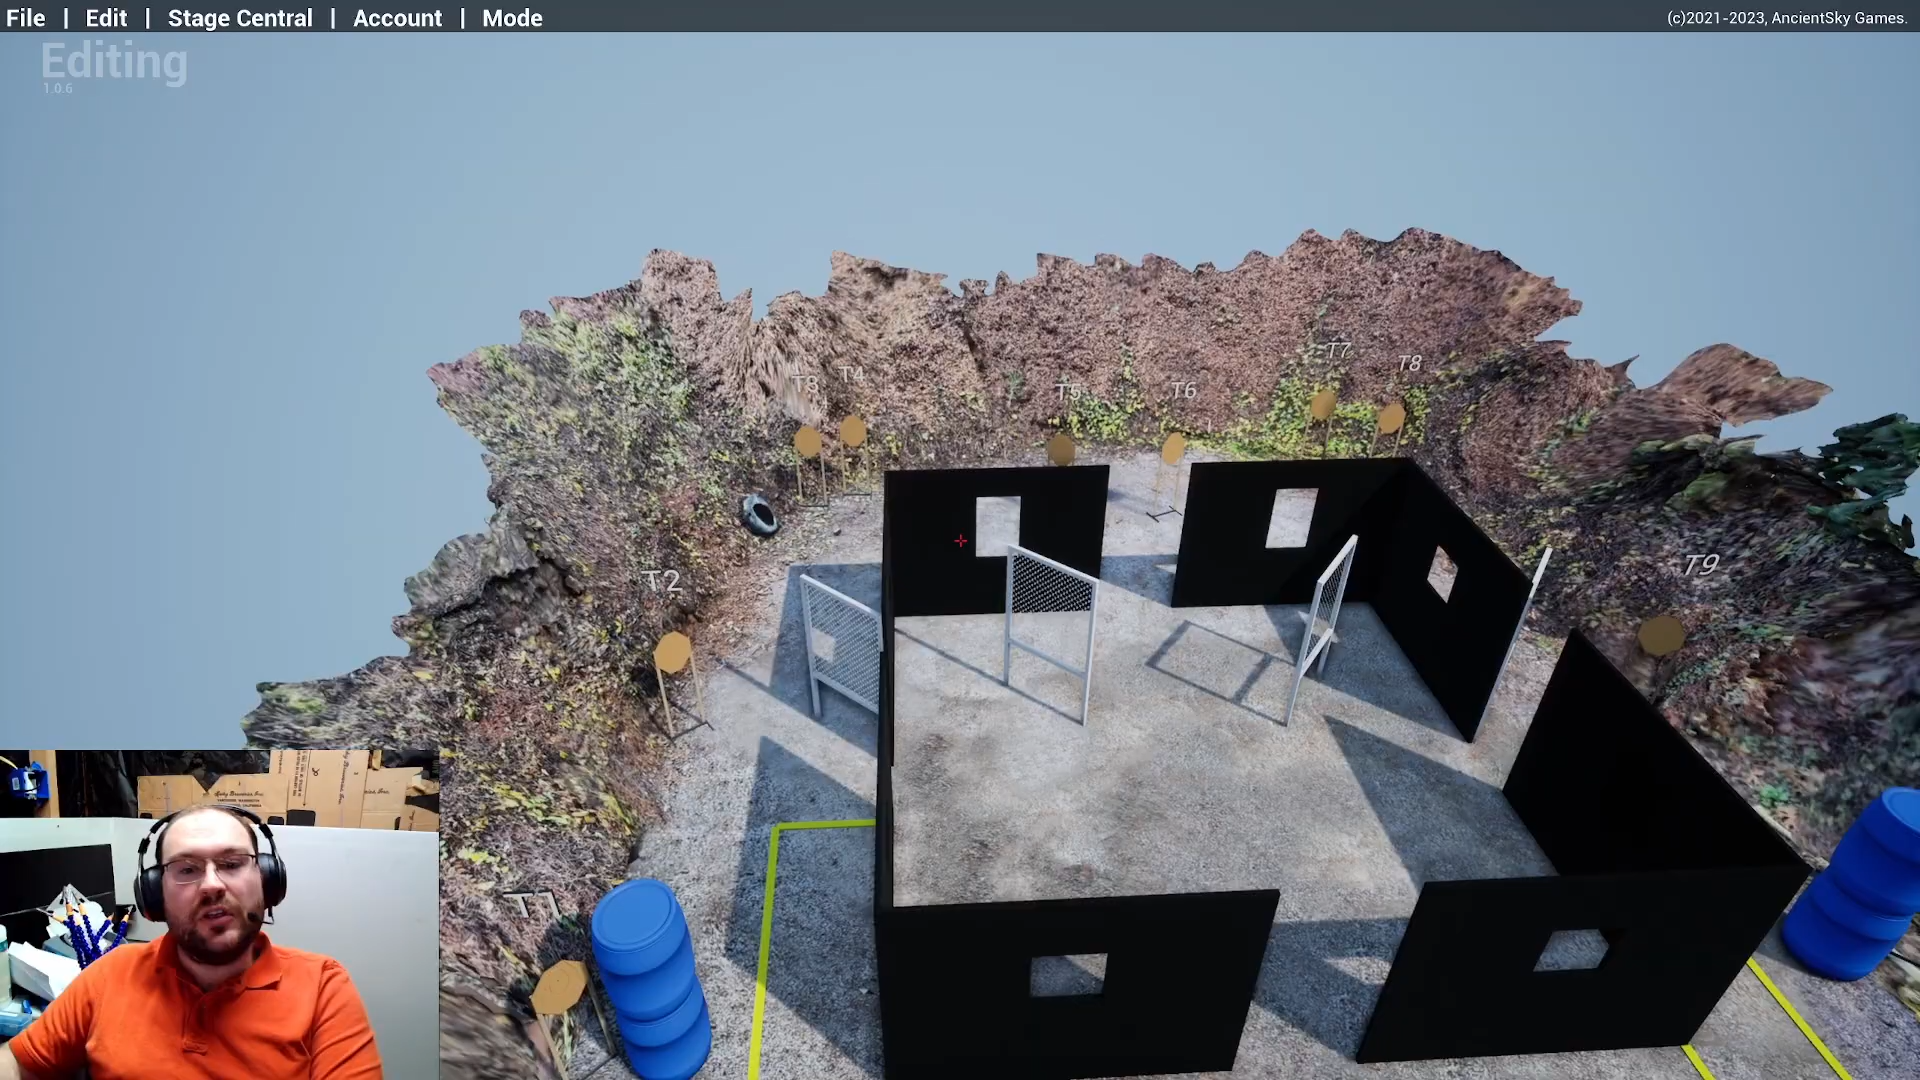 File | Edit | Stage Central | Account | Mode
(c)2021-2023, AncientSky Games.
Editing
1.0.6
T7
T8
T3
T4
T5
T6
T9
T2
T1